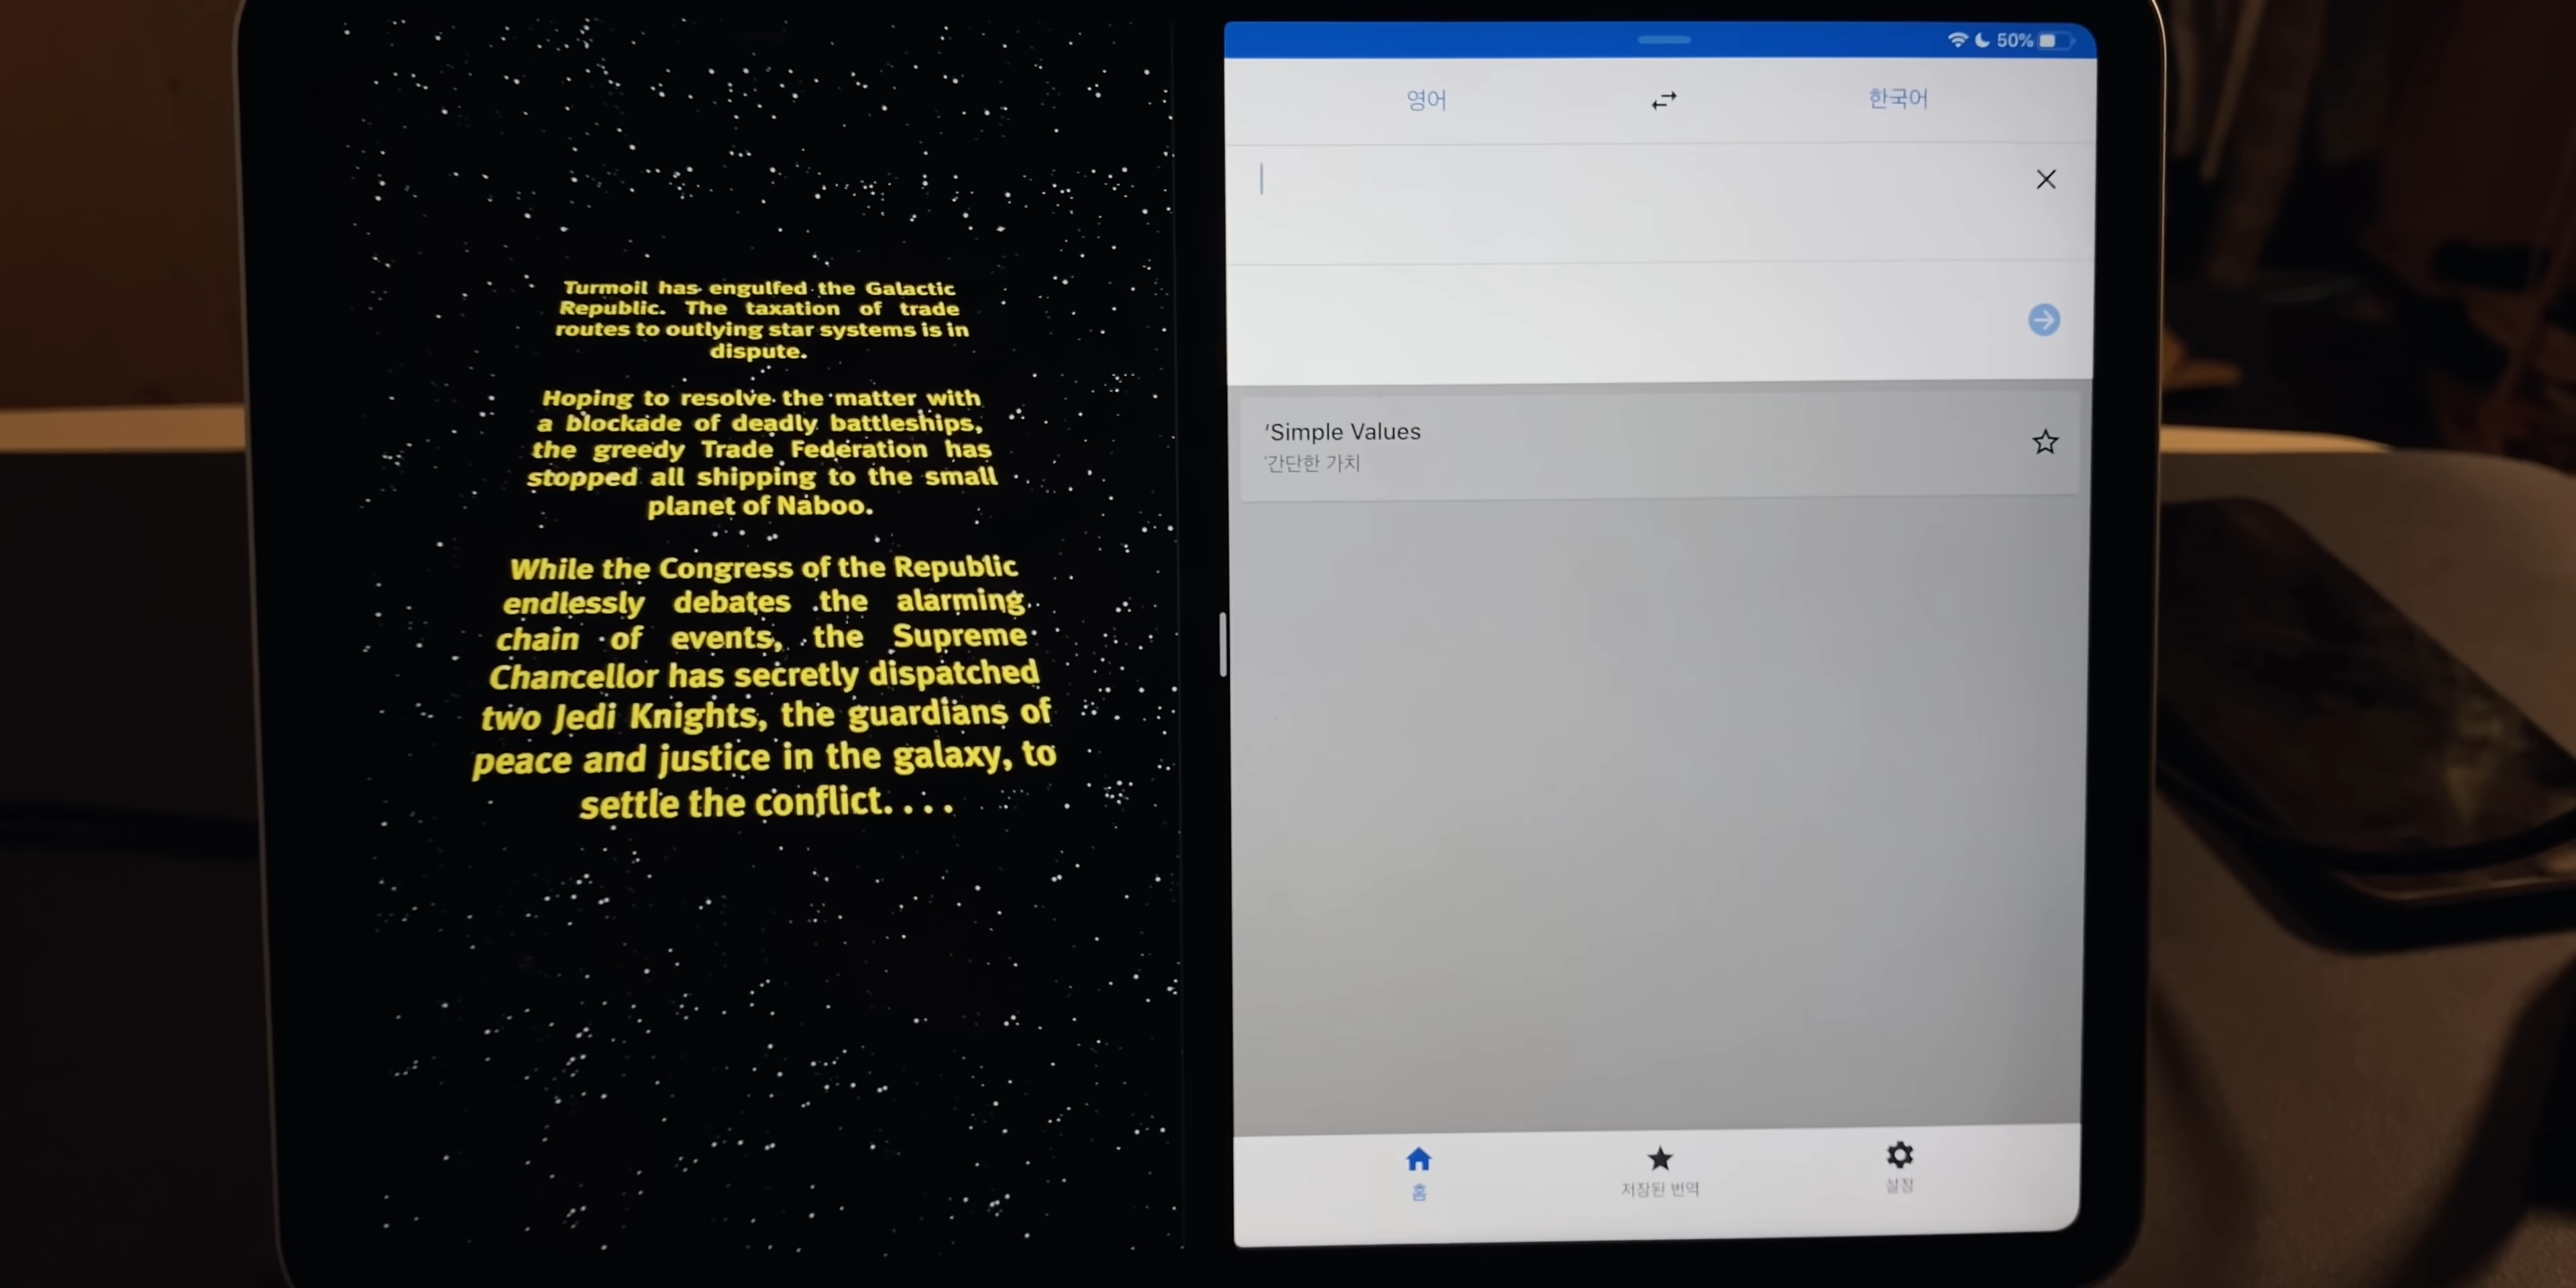 Turmoil has engulfed the Galactic
Republic. The taxation of trade
routes to outlying star systems is in
dispute.
Hoping to resolve the matter with
a blockade of deadly battleships,
the greedy Trade Federation has
stopped all shipping to the small
planet of Naboo.
While the Congress of the Republic
endlessly debates the alarming
chain of events, the Supreme
Chancellor has secretly dispatched
two Jedi Knights, the guardians of
peace and justice in the galaxy, to
settle the conflict. . . .
50%
영어 한국어
‘Simple Values
‘간단한 가치
홈 저장된 번역 설정